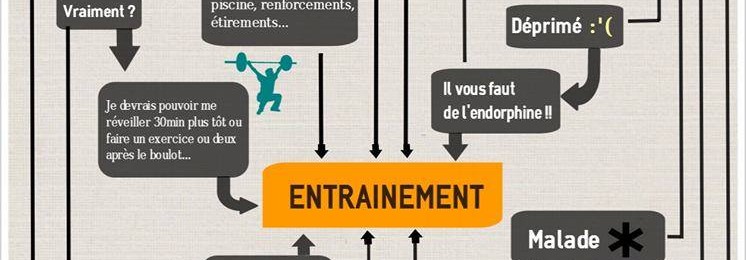 Vraiment ?
piscine, renforcements,
étirements...
Déprimé :'(
Il vous faut
de l'endorphine !!
Je devrais pouvoir me
réveiller 30min plus tôt ou
faire un exercice ou deux
après le boulot...
ENTRAINEMENT
Malade